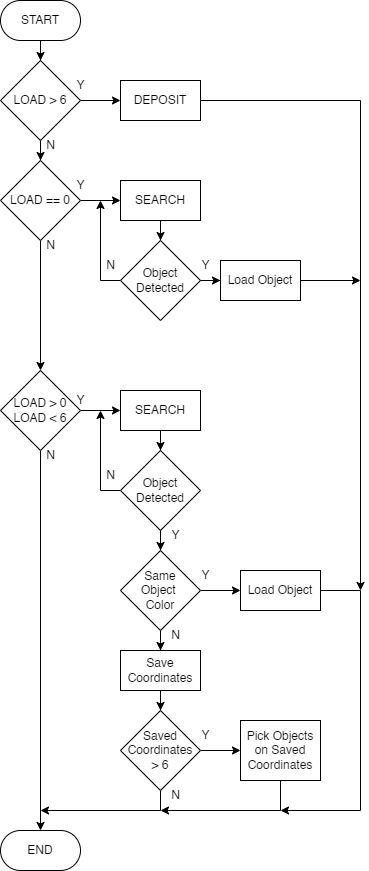 START
LOAD > 6
Y
DEPOSIT
N
LOAD == 0
Y
SEARCH
N
Object
Detected
N
Y
Load Object
LOAD > 0
LOAD < 6
Y
SEARCH
N
Object
Detected
N
Y
Same
Object
Color
Y
Load Object
N
Save
Coordinates
Saved
Coordinates
> 6
Y
Pick Objects
on Saved
Coordinates
N
END